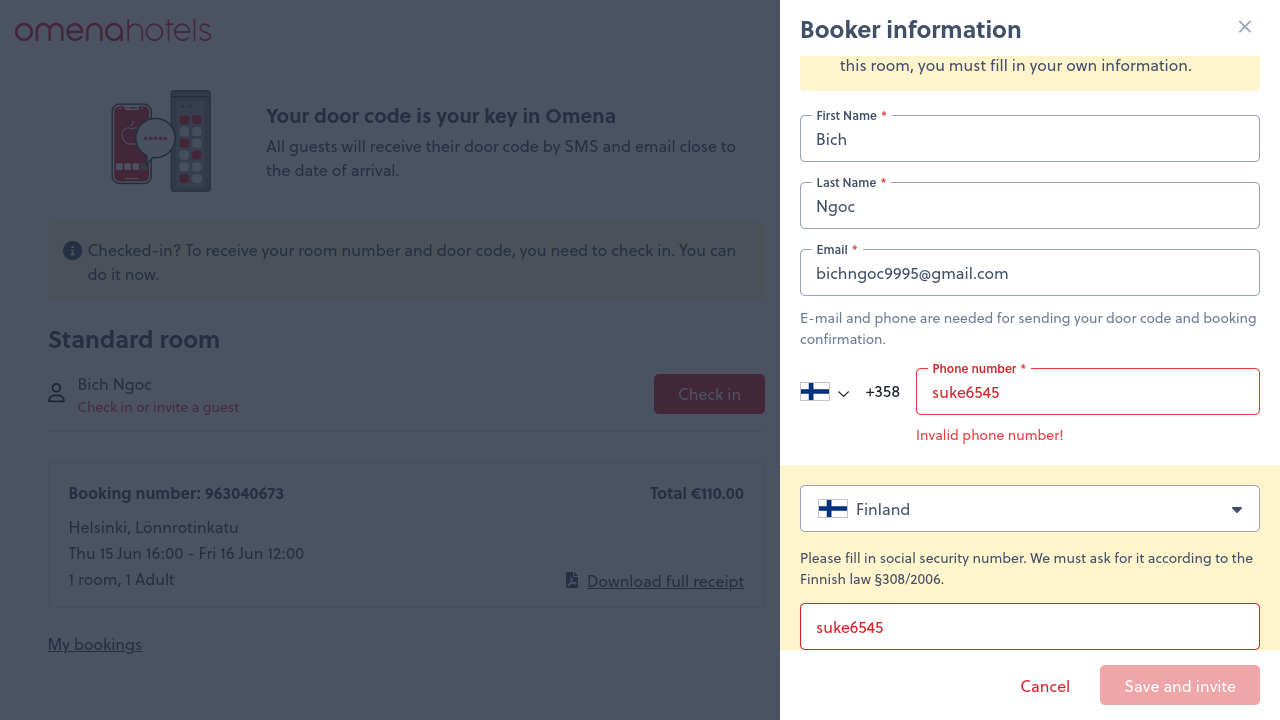 omenahotels
Your door code is your key in Omena
All guests will receive their door code by SMS and email close to
the date of arrival.
Checked-in? To receive your room number and door code, you need to check in. You can
do it now.
Standard room
Bich Ngoc
Check in or invite a guest
Check in
Booking number: 963040673
Total €110.00
Helsinki, Lönnrotinkatu
Thu 15 Jun 16:00 - Fri 16 Jun 12:00
1 room, 1 Adult
Download full receipt
My bookings
Booker information
this room, you must fill in your own information.
First Name *
Bich
Last Name *
Ngoc
Email *
bichngoc9995@gmail.com
E-mail and phone are needed for sending your door code and booking
confirmation.
Phone number *
+358
suke6545
Invalid phone number!
Finland
Please fill in social security number. We must ask for it according to the
Finnish law §308/2006.
suke6545
Cancel
Save and invite